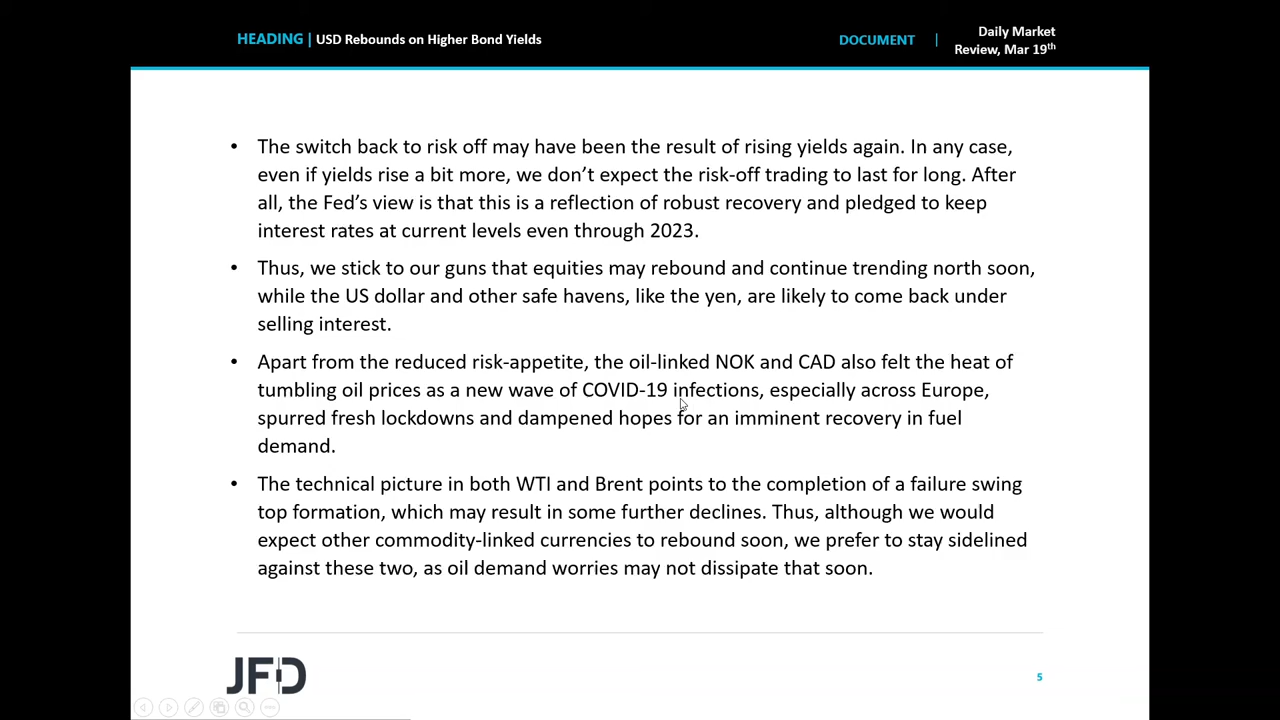 HEADING | USD Rebounds on Higher Bond Yields
DOCUMENT | Daily Market
Review, Mar 19th
• The switch back to risk off may have been the result of rising yields again. In any case,
even if yields rise a bit more, we don’t expect the risk-off trading to last for long. After
all, the Fed’s view is that this is a reflection of robust recovery and pledged to keep
interest rates at current levels even through 2023.
• Thus, we stick to our guns that equities may rebound and continue trending north soon,
while the US dollar and other safe havens, like the yen, are likely to come back under
selling interest.
• Apart from the reduced risk-appetite, the oil-linked NOK and CAD also felt the heat of
tumbling oil prices as a new wave of COVID-19 infections, especially across Europe,
spurred fresh lockdowns and dampened hopes for an imminent recovery in fuel
demand.
• The technical picture in both WTI and Brent points to the completion of a failure swing
top formation, which may result in some further declines. Thus, although we would
expect other commodity-linked currencies to rebound soon, we prefer to stay sidelined
against these two, as oil demand worries may not dissipate that soon.
JFD
5